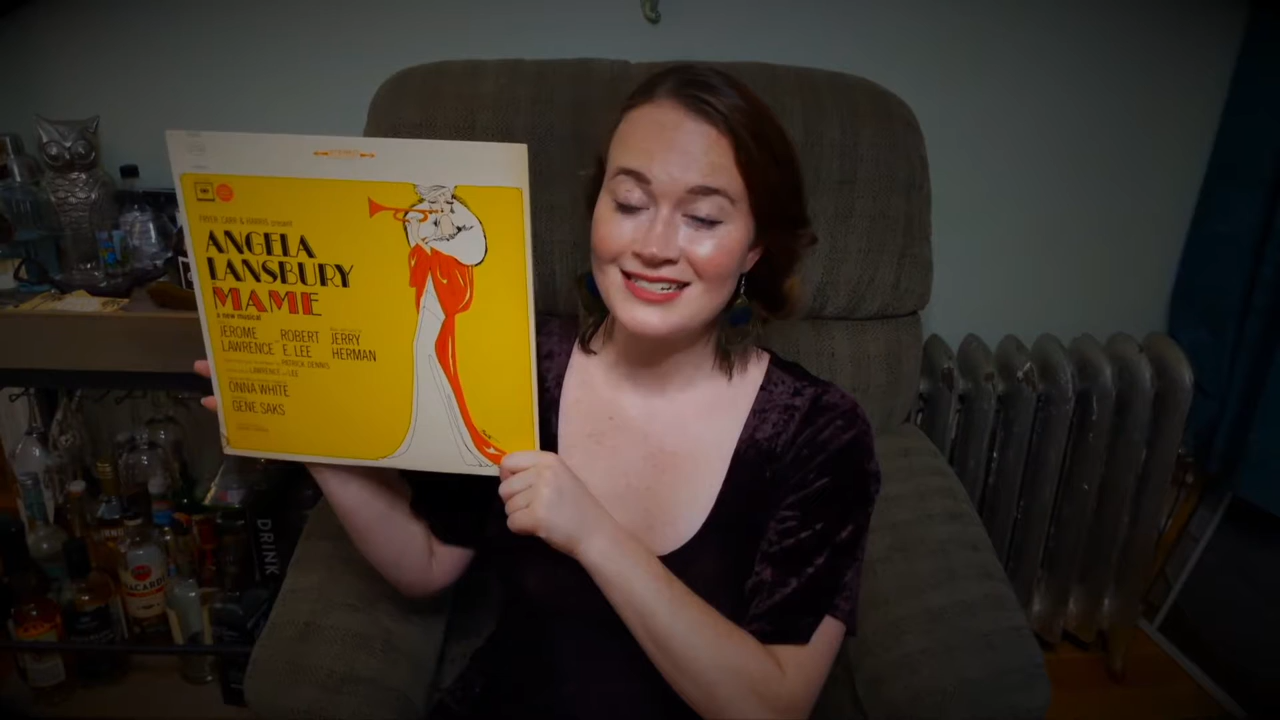 FRYER, CARR & HARRIS present
ANGELA
LANSBURY
MAME
a new musical
JEROME LAWRENCE
ROBERT E. LEE
JERRY HERMAN
PATRICK DENNIS
LAWRENCE and LEE
ONNA WHITE
GENE SAKS
DRINK
BACARDI